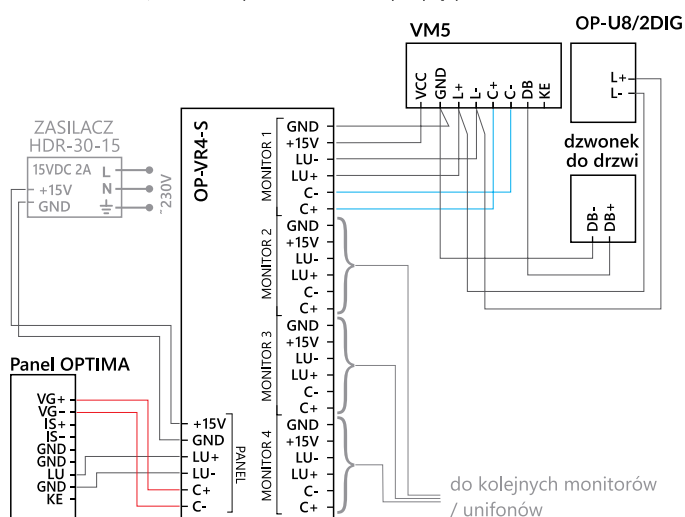 VM5
OP-U8/2DIG
VCC
GND
L+
L-
C+
C-
DB
KE
L+
L-
dzwonek
do drzwi
DB-
DB+
ZASILACZ
HDR-30-15
15VDC 2A
+15V
GND
L
N
~230V
OP-VR4-S
MONITOR 1
GND
+15V
LU-
LU+
C-
C+
MONITOR 2
GND
+15V
LU-
LU+
C-
C+
MONITOR 3
GND
+15V
LU-
LU+
C-
C+
MONITOR 4
GND
+15V
LU-
LU+
C-
C+
Panel OPTIMA
VG+
VG-
IS+
IS-
GND
GND
LU
GND
KE
+15V
GND
LU+
LU-
C+
C-
PANEL
do kolejnych monitorów
/ unifonów